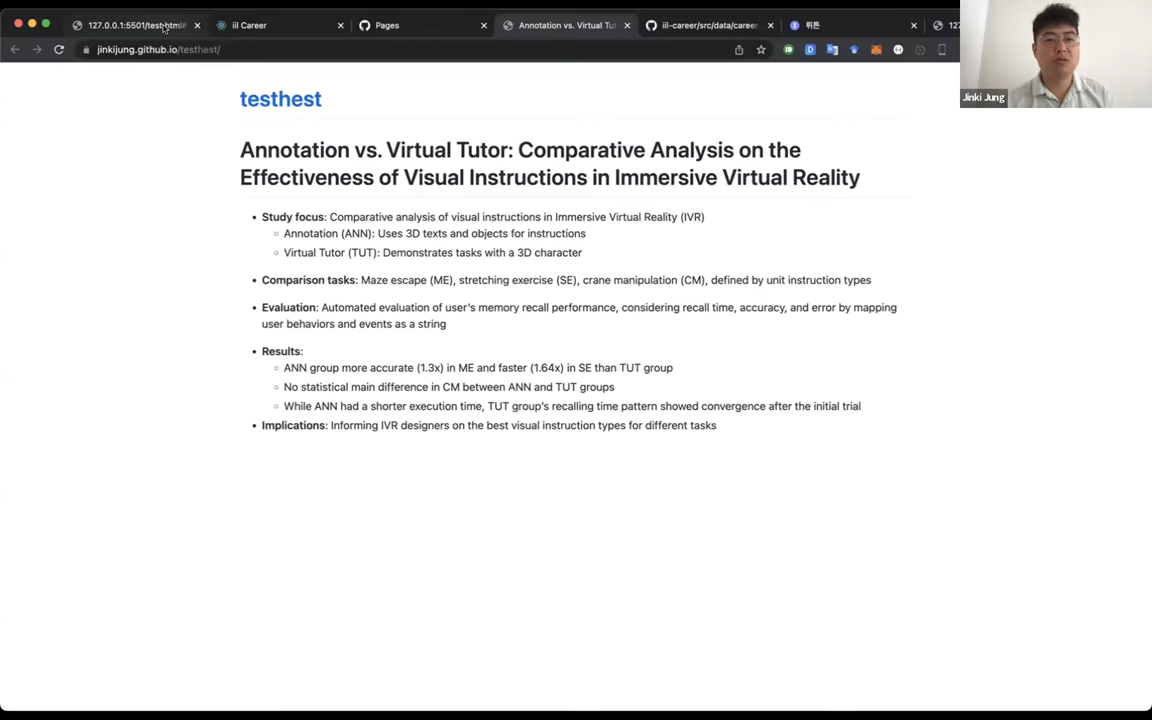 127.0.0.1:5501/test.html
iil Career
Pages
Annotation vs. Virtual Tut
iil-career/src/data/career
뤼튼
127
jinkijung.github.io/testhest/
Jinki Jung
testhest
Annotation vs. Virtual Tutor: Comparative Analysis on the
Effectiveness of Visual Instructions in Immersive Virtual Reality
• Study focus: Comparative analysis of visual instructions in Immersive Virtual Reality (IVR)
◦ Annotation (ANN): Uses 3D texts and objects for instructions
◦ Virtual Tutor (TUT): Demonstrates tasks with a 3D character
• Comparison tasks: Maze escape (ME), stretching exercise (SE), crane manipulation (CM), defined by unit instruction types
• Evaluation: Automated evaluation of user's memory recall performance, considering recall time, accuracy, and error by mapping
user behaviors and events as a string
• Results:
◦ ANN group more accurate (1.3x) in ME and faster (1.64x) in SE than TUT group
◦ No statistical main difference in CM between ANN and TUT groups
◦ While ANN had a shorter execution time, TUT group's recalling time pattern showed convergence after the initial trial
• Implications: Informing IVR designers on the best visual instruction types for different tasks